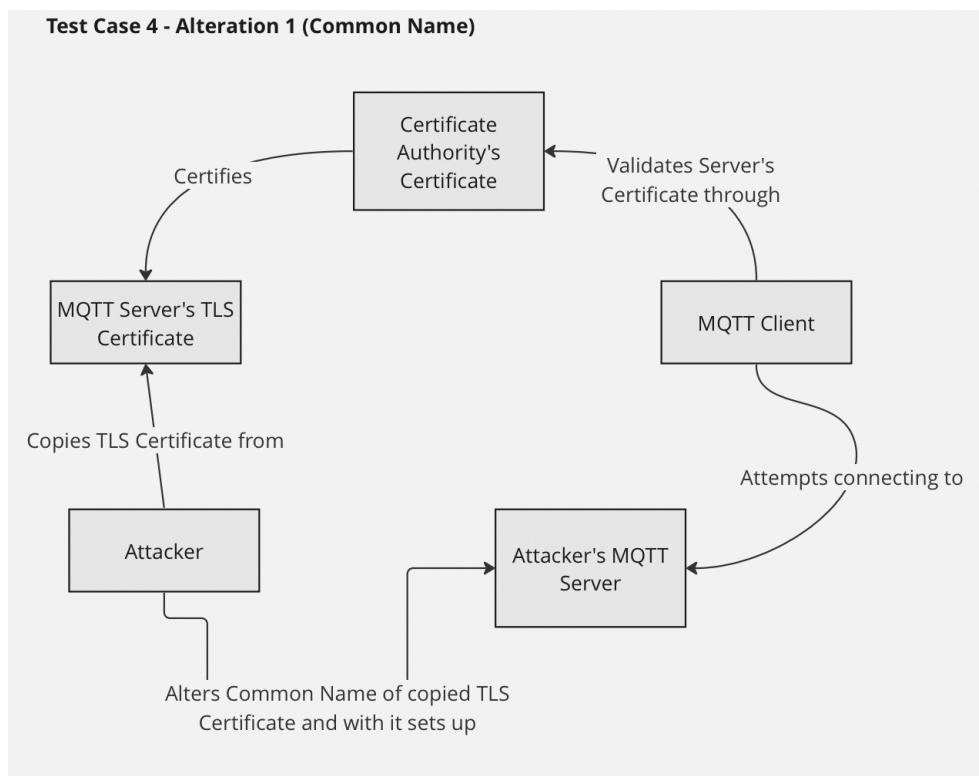 Test Case 4 - Alteration 1 (Common Name)
Certificate
Authority's
Certificate
Certifies
Validates Server's
Certificate through
MQTT Server's TLS
Certificate
MQTT Client
Copies TLS Certificate from
Attempts connecting to
Attacker
Attacker's MQTT
Server
Alters Common Name of copied TLS
Certificate and with it sets up